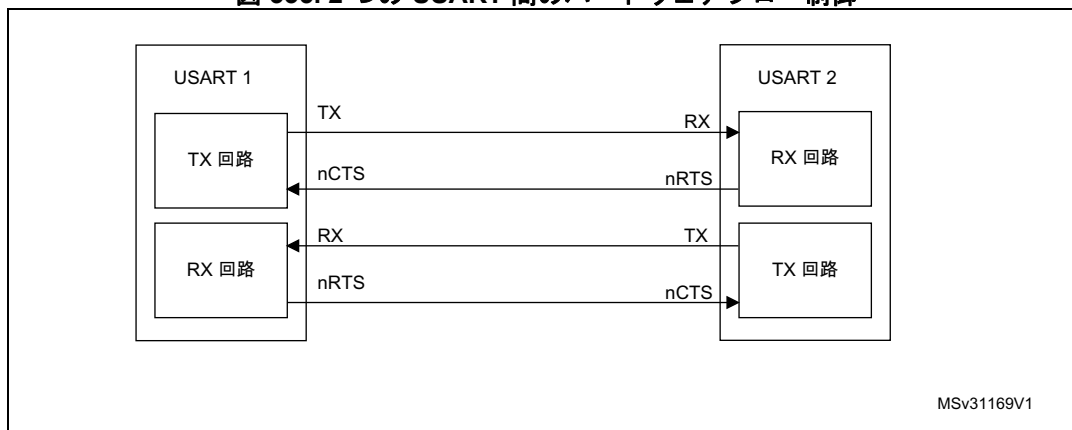 USART 1
USART 2
TX
RX
TX 回路
RX 回路
nCTS
nRTS
RX
TX
RX 回路
TX 回路
nRTS
nCTS
MSv31169V1